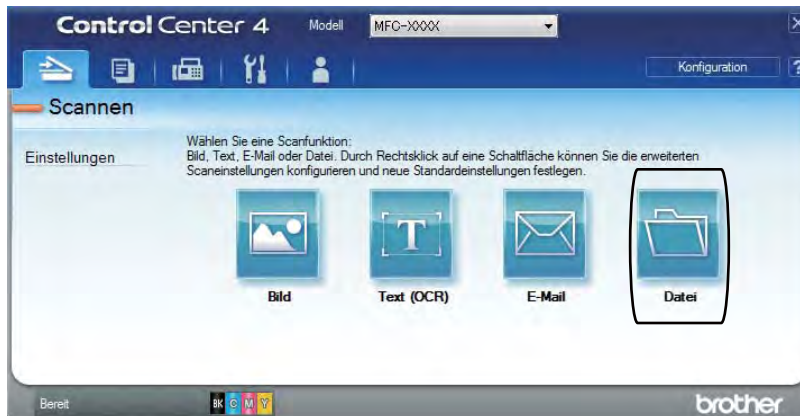 Control Center 4
Modell
MFC-XXXX
X
Konfiguration
?
Scannen
Einstellungen
Wählen Sie eine Scanfunktion:
Bild, Text, E-Mail oder Datei. Durch Rechtsklick auf eine Schaltfläche können Sie die erweiterten
Scaneinstellungen konfigurieren und neue Standardeinstellungen festlegen.
T
Bild
Text (OCR)
E-Mail
Datei
Bereit
BK C M Y
brother